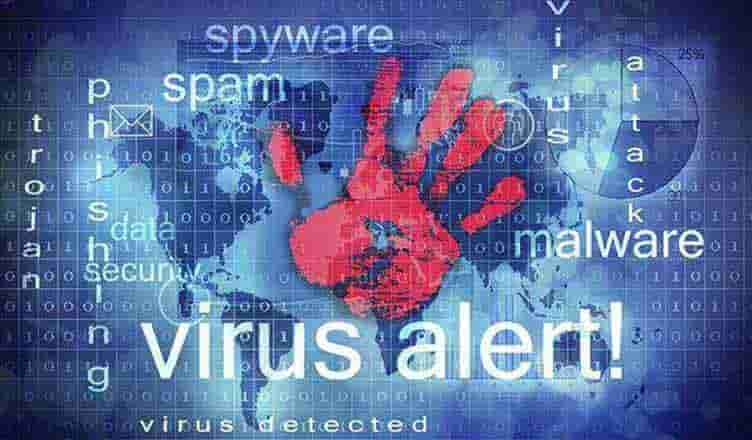 spyware
spam
virus
attack
25%
phishing
trojan
data
security
malware
virus alert!
virus detected